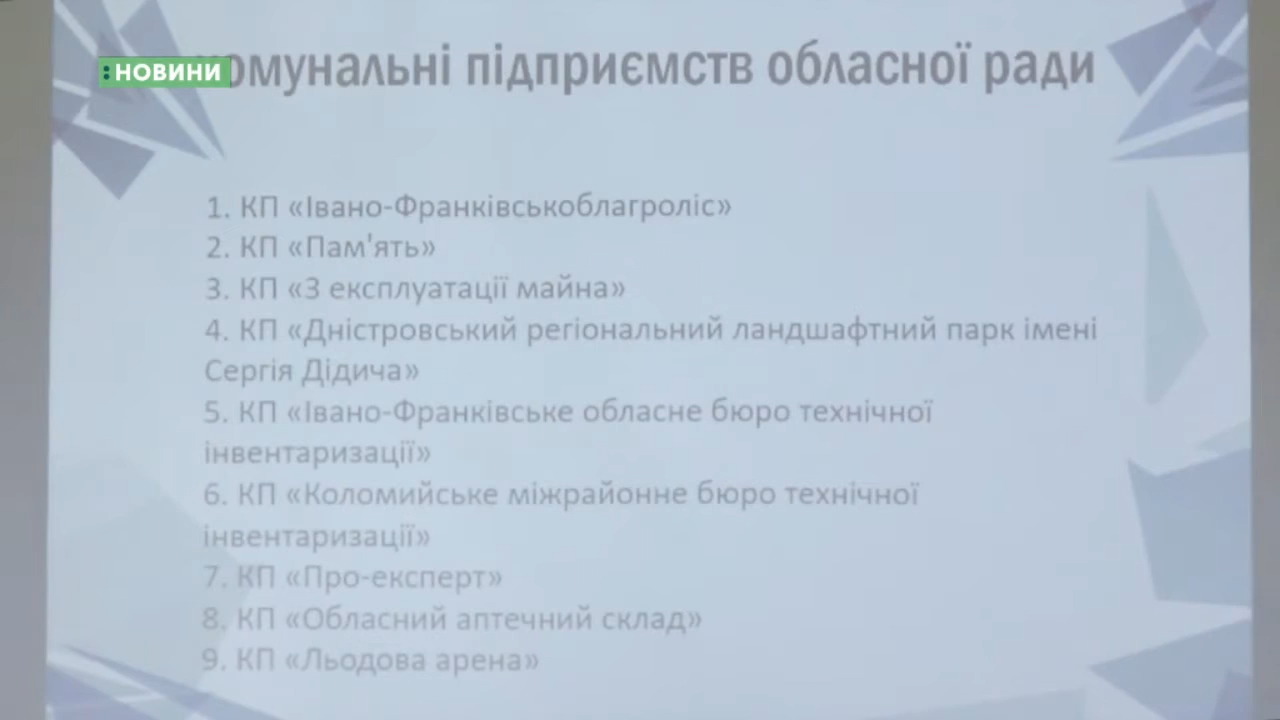 :НОВИНИ
комунальні підприємств обласної ради
1. КП «Івано-Франківськоблагроліс»
2. КП «Пам'ять»
3. КП «З експлуатації майна»
4. КП «Дністровський регіональний ландшафтний парк імені
Сергія Дідича»
5. КП «Івано-Франківське обласне бюро технічної
інвентаризації»
6. КП «Коломийське міжрайонне бюро технічної
інвентаризації»
7. КП «Про-експерт»
8. КП «Обласний аптечний склад»
9. КП «Льодова арена»